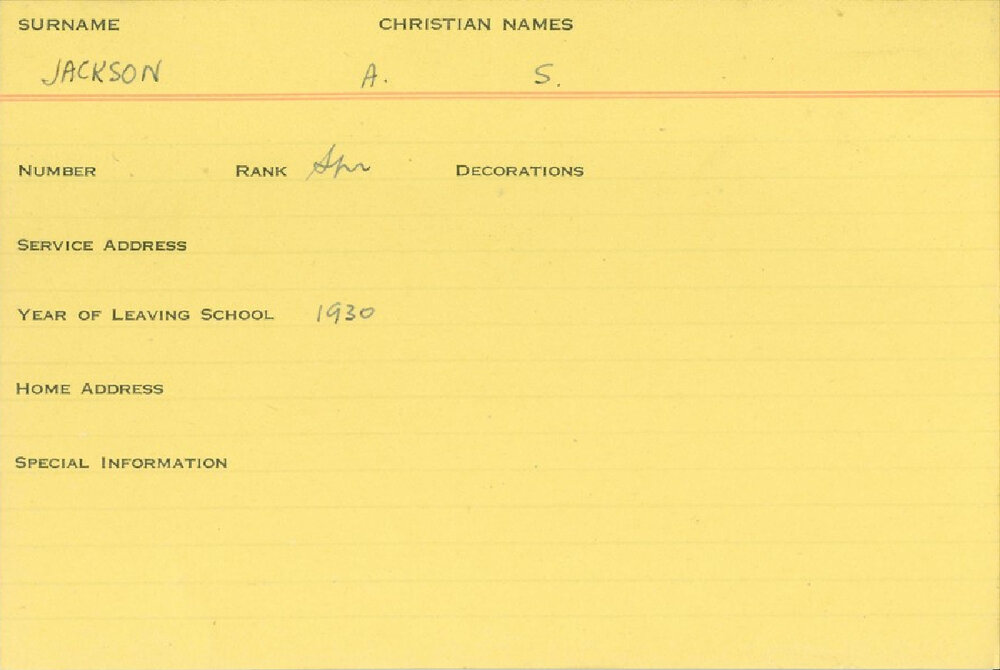 SURNAME CHRISTIAN NAMES
JACKSON A. S.
NUMBER RANK Spr DECORATIONS
SERVICE ADDRESS
YEAR OF LEAVING SCHOOL 1930
HOME ADDRESS
SPECIAL INFORMATION